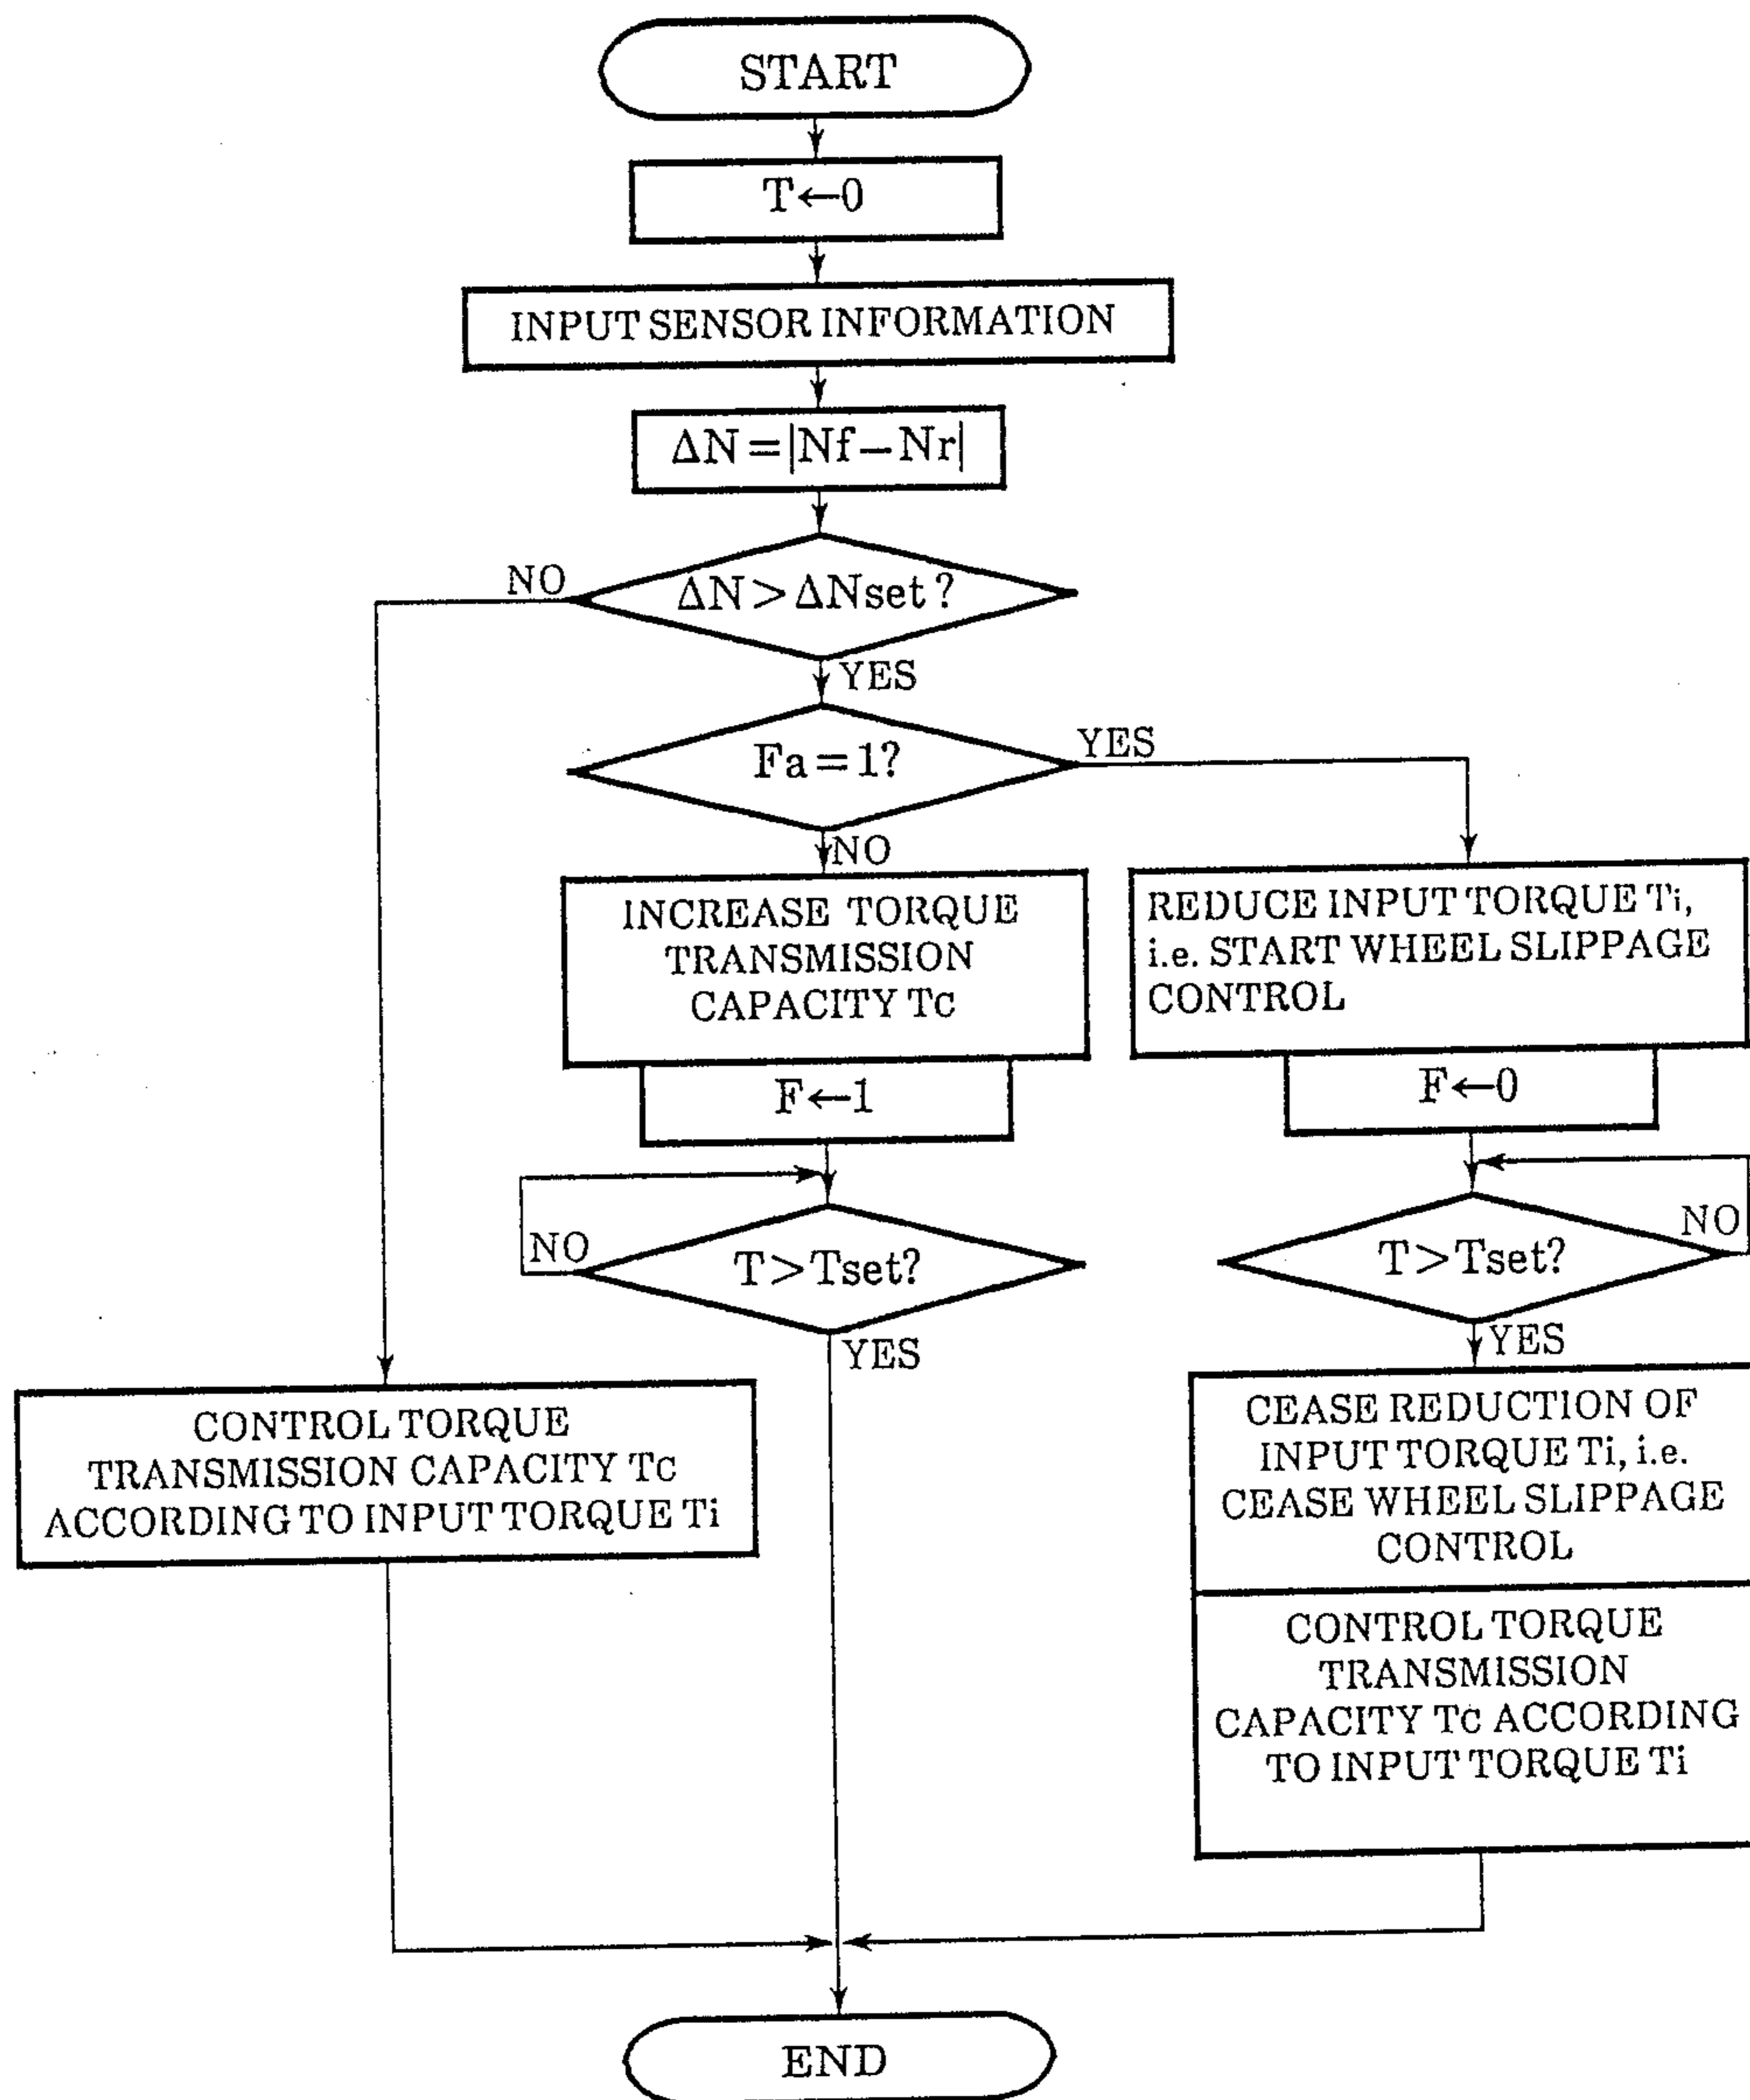 START
T←0
INPUT SENSOR INFORMATION
ΔN=|Nf−Nr|
NO
ΔN>ΔNset?
YES
Fa=1?
YES
NO
INCREASE TORQUE
TRANSMISSION
CAPACITY Tc
F←1
REDUCE INPUT TORQUE Ti,
i.e. START WHEEL SLIPPAGE
CONTROL
F←0
NO
T>Tset?
YES
NO
T>Tset?
YES
CONTROL TORQUE
TRANSMISSION CAPACITY Tc
ACCORDING TO INPUT TORQUE Ti
CEASE REDUCTION OF
INPUT TORQUE Ti, i.e.
CEASE WHEEL SLIPPAGE
CONTROL
CONTROL TORQUE
TRANSMISSION
CAPACITY Tc ACCORDING
TO INPUT TORQUE Ti
END